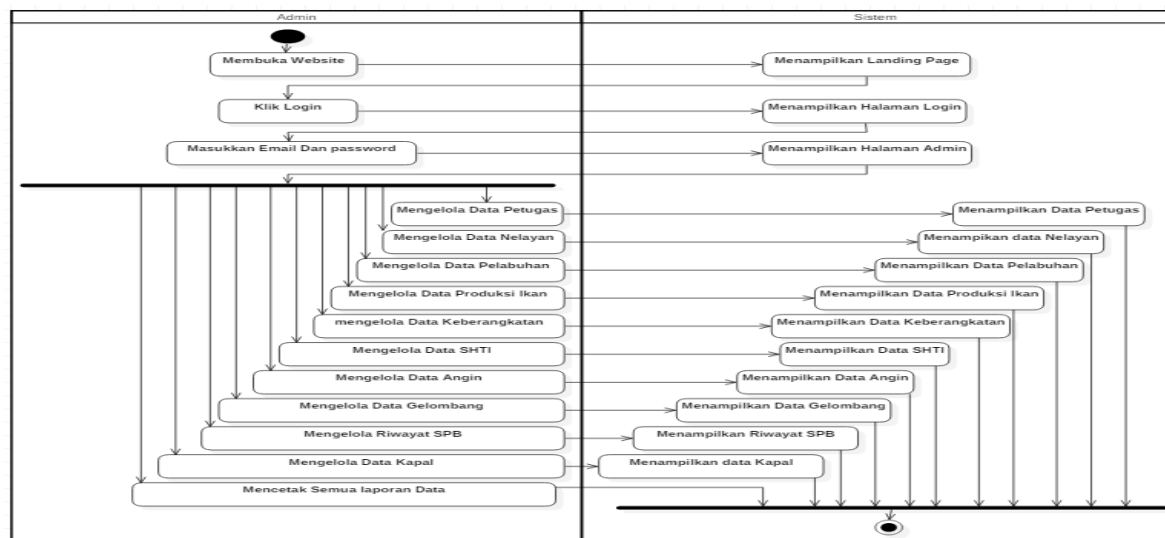 Admin
Sistem
Membuka Website
Menampilkan Landing Page
Klik Login
Menampilkan Halaman Login
Masukkan Email Dan password
Menampilkan Halaman Admin
Mengelola Data Petugas
Menampilkan Data Petugas
Mengelola Data Nelayan
Menampikan data Nelayan
Mengelola Data Pelabuhan
Menampilkan Data Pelabuhan
Mengelola Data Produksi Ikan
Menampilkan Data Produksi Ikan
mengelola Data Keberangkatan
Menampilkan Data Keberangkatan
Mengelola Data SHTI
Menampilkan Data SHTI
Mengelola Data Angin
Menampilkan Data Angin
Mengelola Data Gelombang
Menampilkan Data Gelombang
Mengelola Riwayat SPB
Menampilkan Riwayat SPB
Mengelola Data Kapal
Menampilkan data Kapal
Mencetak Semua laporan Data